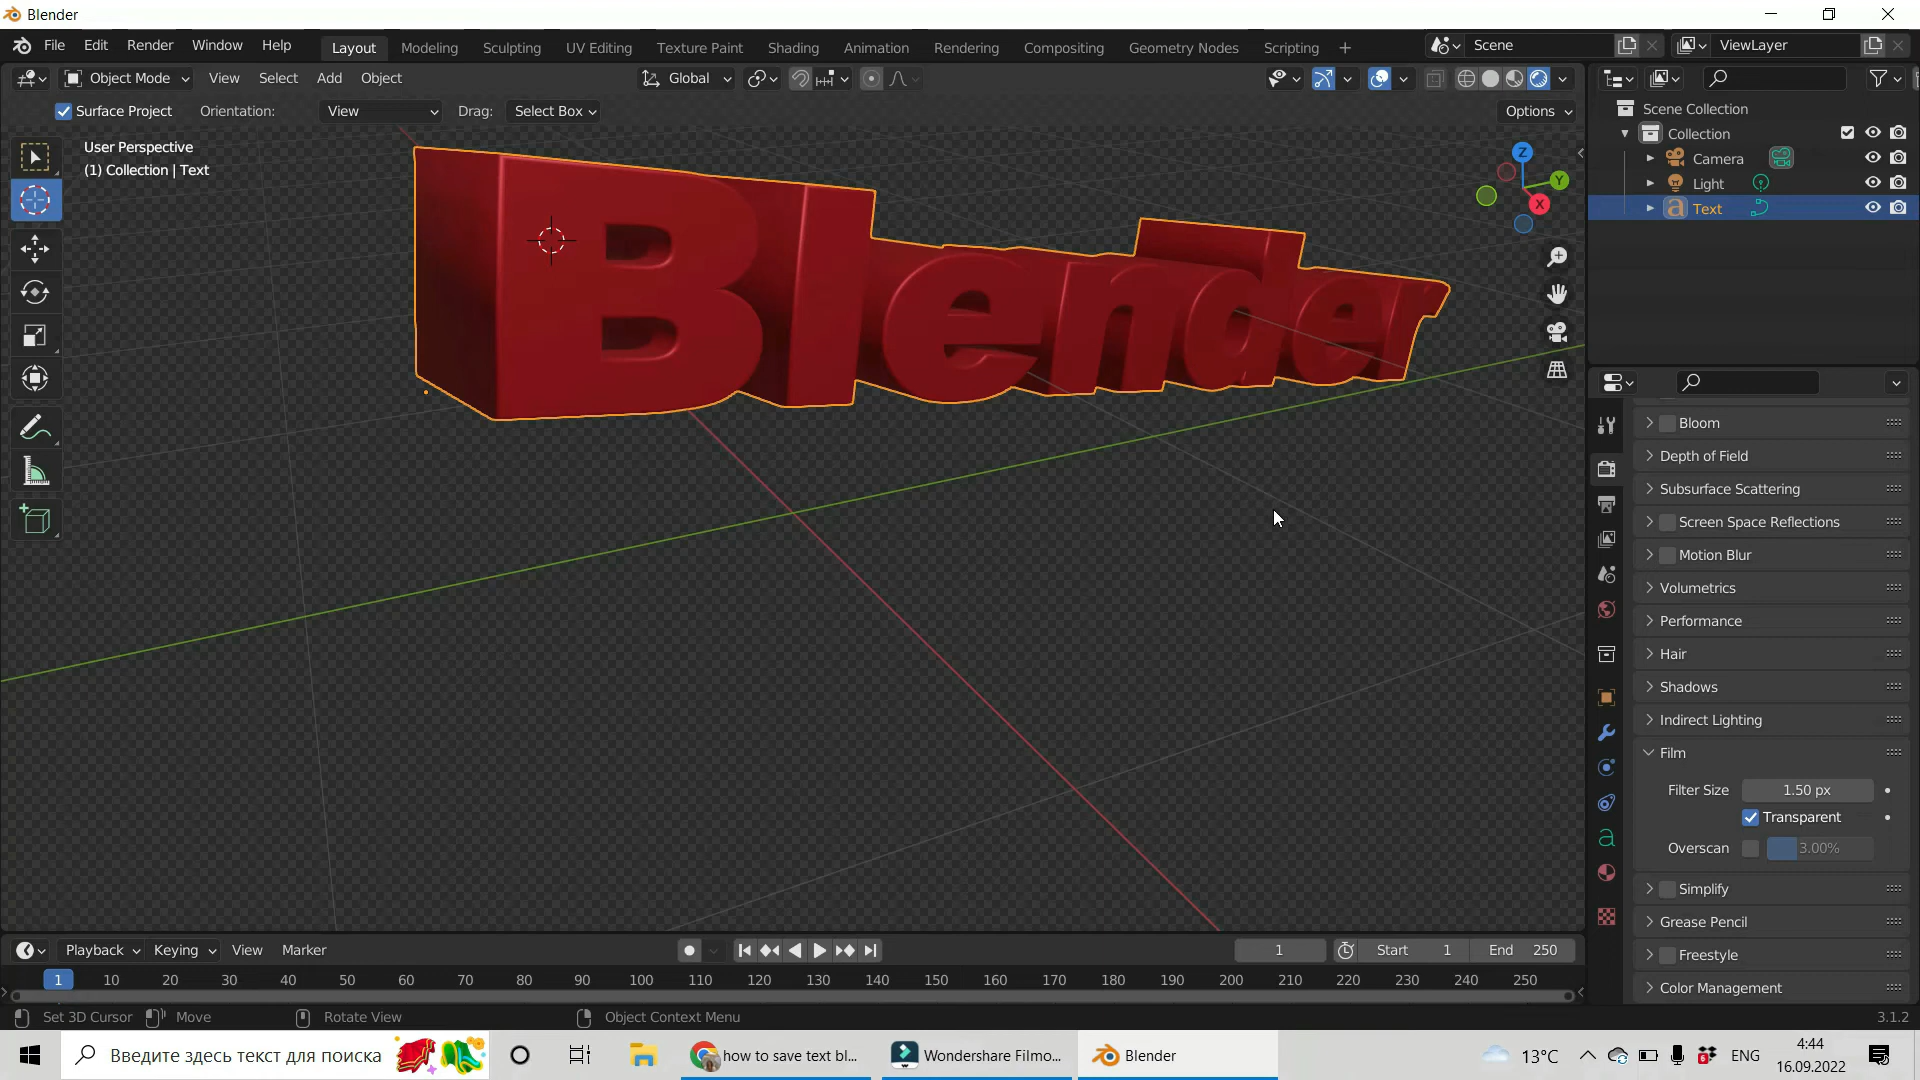 Blender
File Edit Render Window Help Layout Modeling Sculpting UV Editing Texture Paint Shading Animation Rendering Compositing Geometry Nodes Scripting + Scene ViewLayer
Object Mode View Select Add Object Global
Surface Project Orientation: View Drag: Select Box Options
User Perspective
(1) Collection | Text
Z
Y
X
Blender
Scene Collection
Collection
Camera
Light
a Text
Bloom
Depth of Field
Subsurface Scattering
Screen Space Reflections
Motion Blur
Volumetrics
Performance
Hair
Shadows
Indirect Lighting
Film
Filter Size 1.50 px
Transparent
Overscan 3.00%
Simplify
Grease Pencil
Freestyle
Color Management
a
Playback Keying View Marker 1 Start 1 End 250
1 10 20 30 40 50 60 70 80 90 100 110 120 130 140 150 160 170 180 190 200 210 220 230 240 250
Set 3D Cursor Move Rotate View Object Context Menu 3.1.2
Введите здесь текст для поиска how to save text bl... Wondershare Filmo... Blender 13°C ENG 4:44
16.09.2022